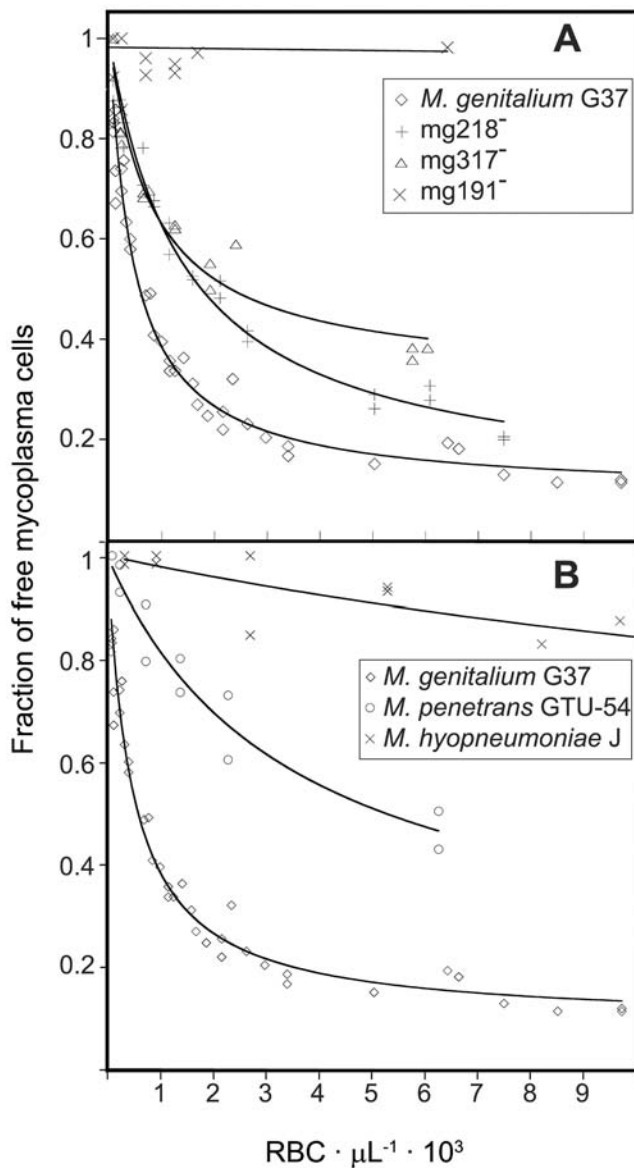 Fraction of free mycoplasma cells
A
1
0.8
0.6
0.4
0.2
M. genitalium G37
mg218⁻
mg317⁻
mg191⁻
B
1
0.8
0.6
0.4
0.2
M. genitalium G37
M. penetrans GTU-54
M. hyopneumoniae J
1 2 3 4 5 6 7 8 9
RBC · µL⁻¹ · 10³